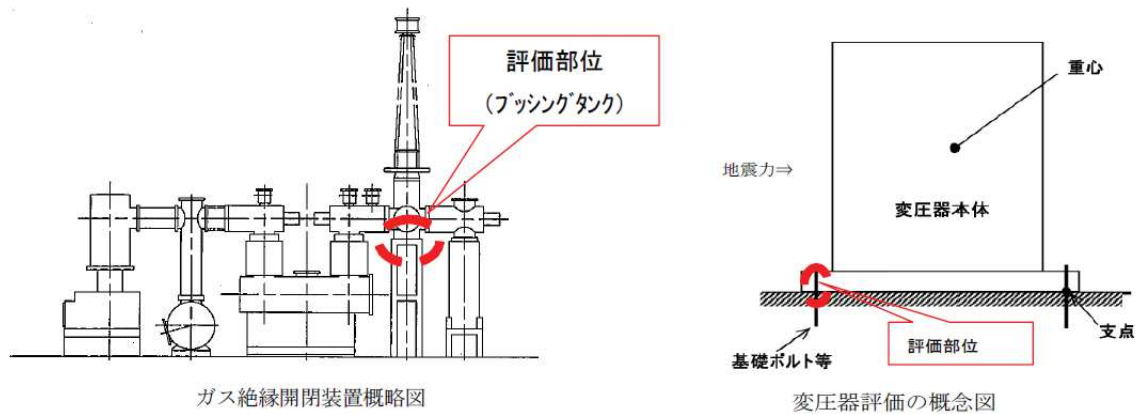 評価部位
(ﾌﾞｯｼﾝｸﾞﾀﾝｸ)
ガス絶縁開閉装置概略図
重心
地震力⇒
変圧器本体
支点
評価部位
基礎ボルト等
変圧器評価の概念図